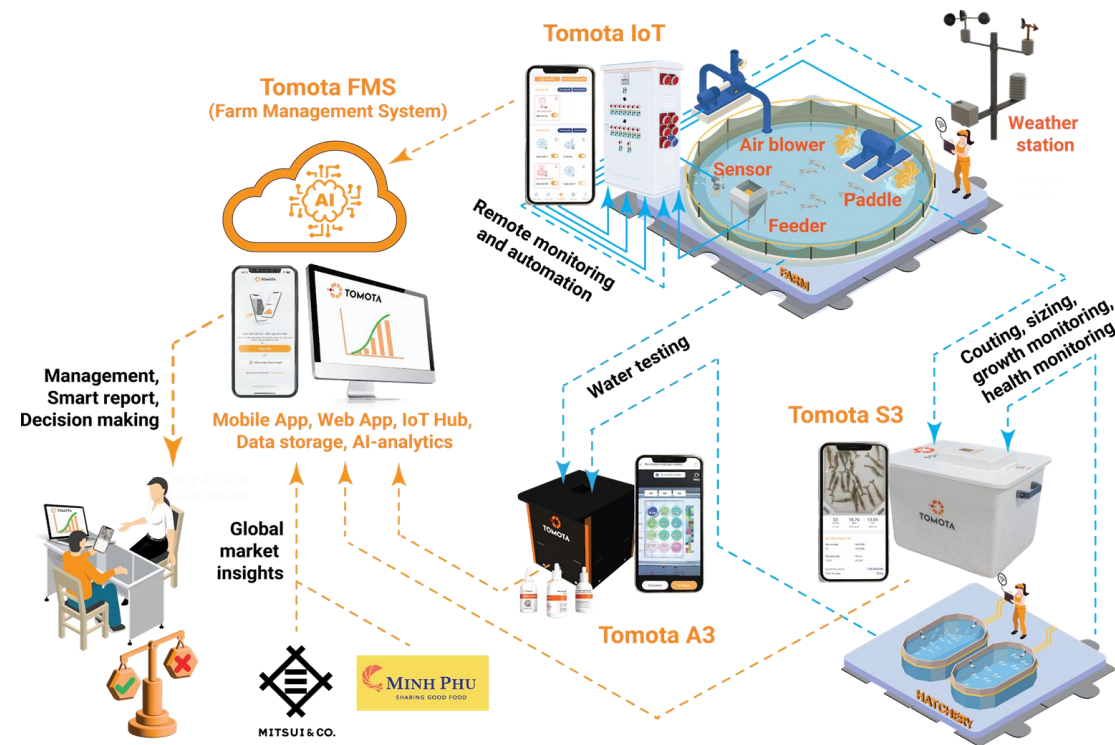 Tomota IoT
Tomota FMS
(Farm Management System)
AI
Weather
station
Air blower
Sensor
Paddle
Feeder
FARM
Remote monitoring
and automation
TOMOTA
TOMOTA
Management,
Smart report,
Decision making
Mobile App, Web App, IoT Hub,
Data storage, AI-analytics
Water testing
Couting, sizing,
growth monitoring,
health monitoring
Tomota S3
TOMOTA
TOMOTA
TOMOTA
Global
market
insights
Tomota A3
HATCHERY
MITSUI & CO.
MINH PHU
SHARING GOOD FOOD